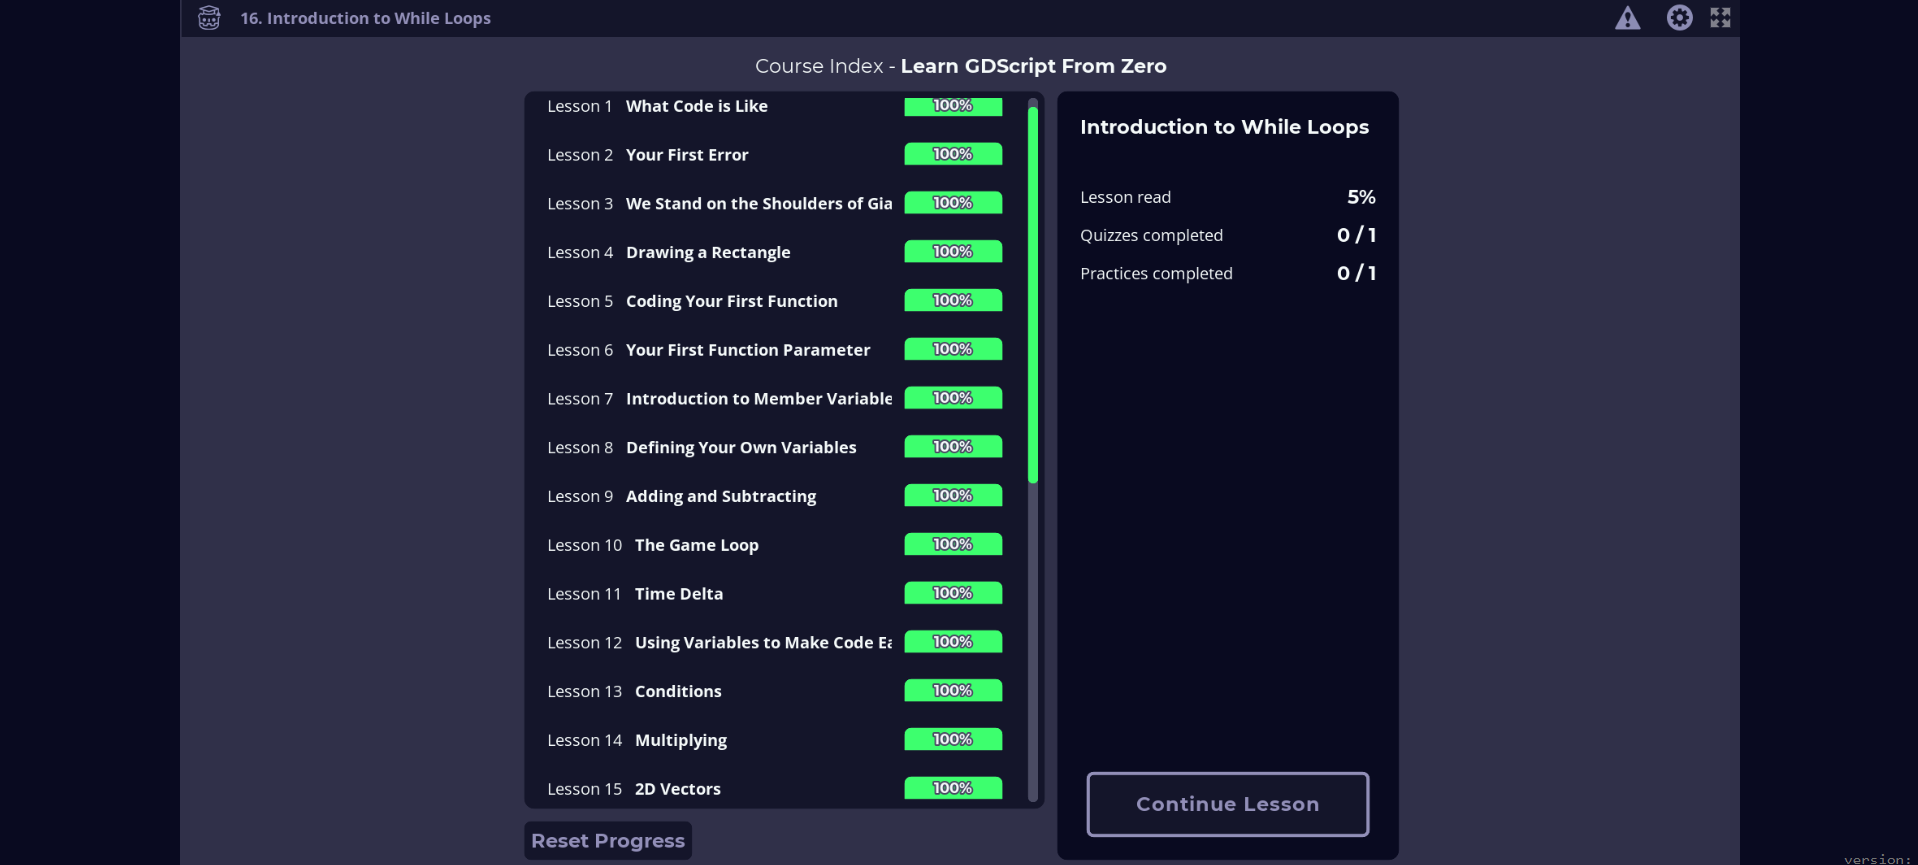 16. Introduction to While Loops
Course Index - Learn GDScript From Zero
Lesson 1 What Code is Like 100%
Lesson 2 Your First Error 100%
Lesson 3 We Stand on the Shoulders of Gia 100%
Lesson 4 Drawing a Rectangle 100%
Lesson 5 Coding Your First Function 100%
Lesson 6 Your First Function Parameter 100%
Lesson 7 Introduction to Member Variable 100%
Lesson 8 Defining Your Own Variables 100%
Lesson 9 Adding and Subtracting 100%
Lesson 10 The Game Loop 100%
Lesson 11 Time Delta 100%
Lesson 12 Using Variables to Make Code Ea 100%
Lesson 13 Conditions 100%
Lesson 14 Multiplying 100%
Lesson 15 2D Vectors 100%
Reset Progress
Introduction to While Loops
Lesson read 5%
Quizzes completed 0 / 1
Practices completed 0 / 1
Continue Lesson
version: